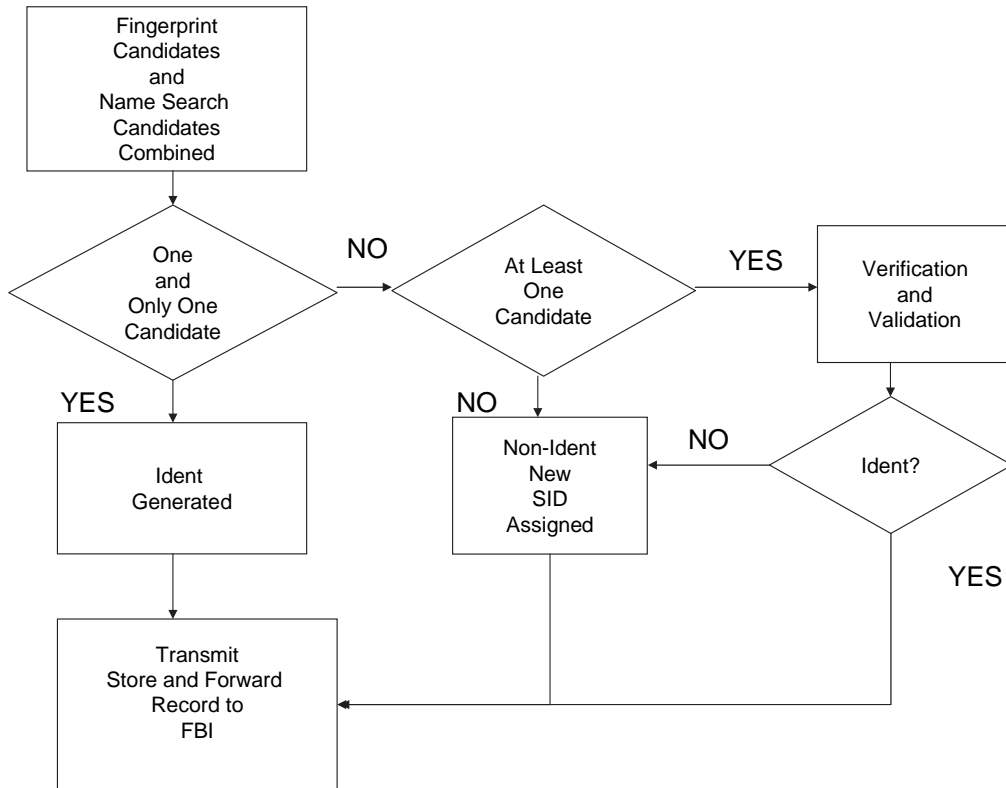 Fingerprint
Candidates
and
Name Search
Candidates
Combined
One
and
Only One
Candidate
NO
At Least
One
Candidate
YES
Verification
and
Validation
YES
Ident
Generated
NO
Non-Ident
New
SID
Assigned
NO
Ident?
YES
Transmit
Store and Forward
Record to
FBI